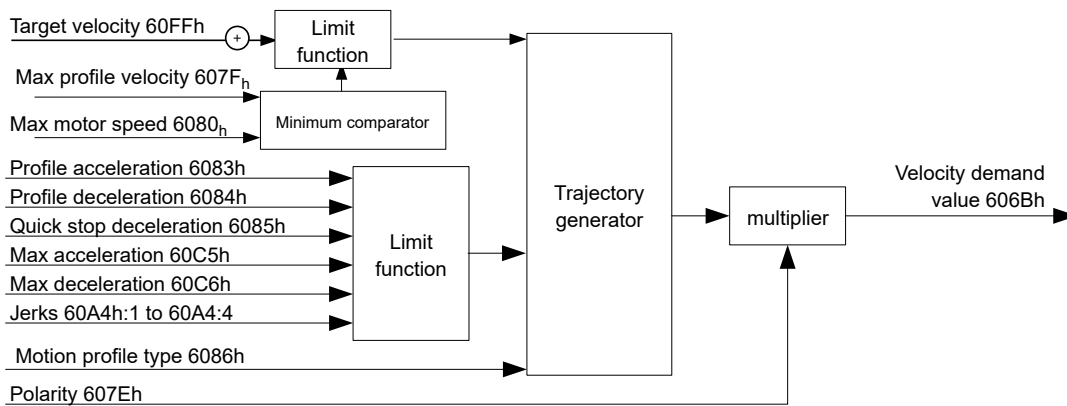 Target velocity 60FFh
+
Limit
function
Max profile velocity 607Fh
Max motor speed 6080h
Minimum comparator
Profile acceleration 6083h
Profile deceleration 6084h
Quick stop deceleration 6085h
Max acceleration 60C5h
Max deceleration 60C6h
Jerks 60A4h:1 to 60A4:4
Limit
function
Motion profile type 6086h
Polarity 607Eh
Trajectory
generator
multiplier
Velocity demand
value 606Bh